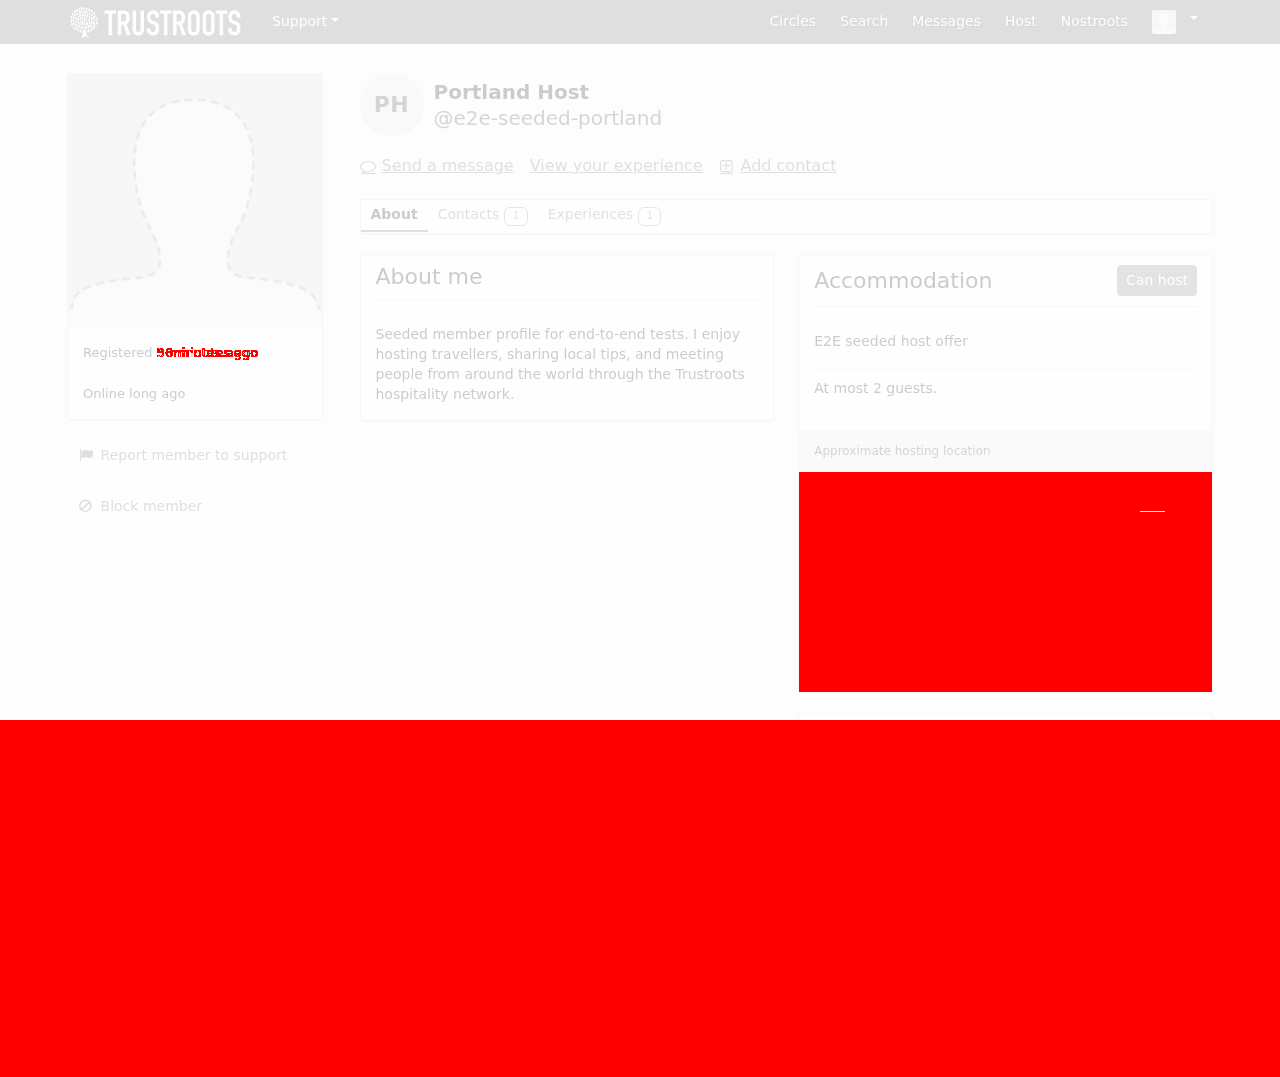 TRUSTROOTS Support Circles Search Messages Host Nostroots
PH
Portland Host
@e2e-seeded-portland
Send a message View your experience Add contact
About Contacts 1 Experiences 1
About me
Seeded member profile for end-to-end tests. I enjoy
hosting travellers, sharing local tips, and meeting
people from around the world through the Trustroots
hospitality network.
Accommodation Can host
E2E seeded host offer
At most 2 guests.
Approximate hosting location
Registered
Online long ago
Report member to support
Block member